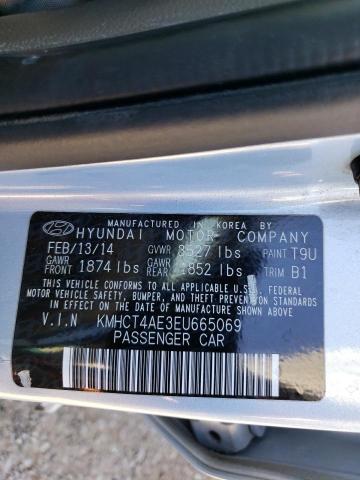 MANUFACTURED IN KOREA BY
HYUNDAI MOTOR COMPANY
FEB/13/14 GVWR 3527 lbs PAINT T9U
GAWR FRONT 1874 lbs GAWR REAR 1852 lbs TRIM B1
THIS VEHICLE CONFORMS TO ALL APPLICABLE
U.S. FEDERAL MOTOR VEHICLE
SAFETY, BUMPER, AND THEFT PREVENTION
STANDARDS IN EFFECT ON THE DATE OF
MANUFACTURE SHOWN ABOVE.
V.I.N KMHCT4AE3EU665069
PASSENGER CAR